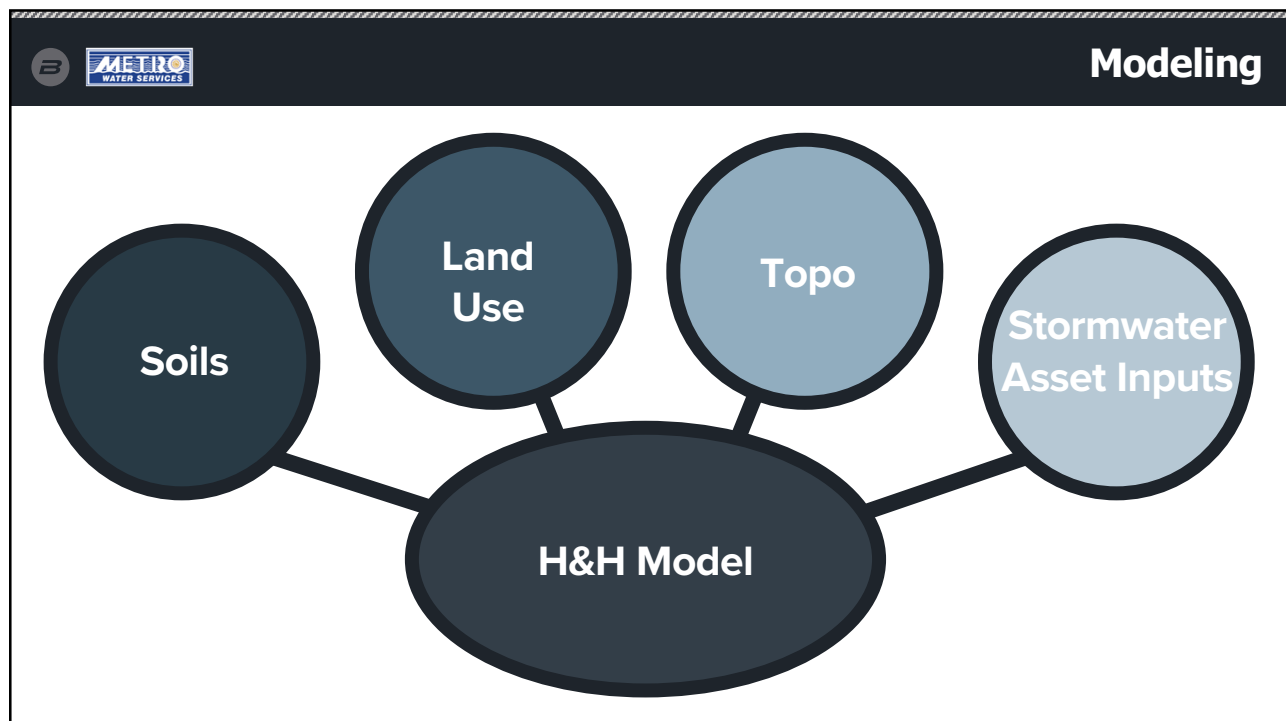 B
METRO
WATER SERVICES
Modeling
Soils
Land
Use
Topo
Stormwater
Asset Inputs
H&H Model